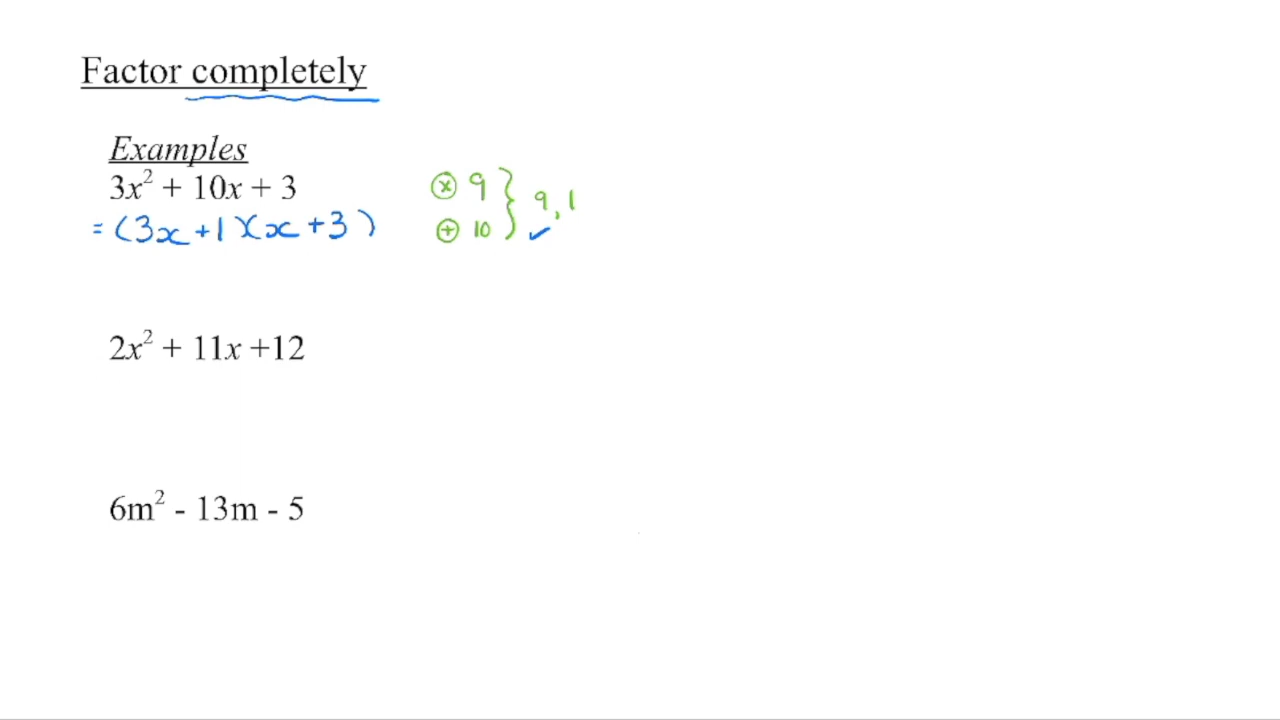 Factor completely
Examples
3x² + 10x + 3
= (3x + 1)(x + 3)
⊗ 9
⊕ 10
} 9, 1
✓
2x² + 11x +12
6m² - 13m - 5